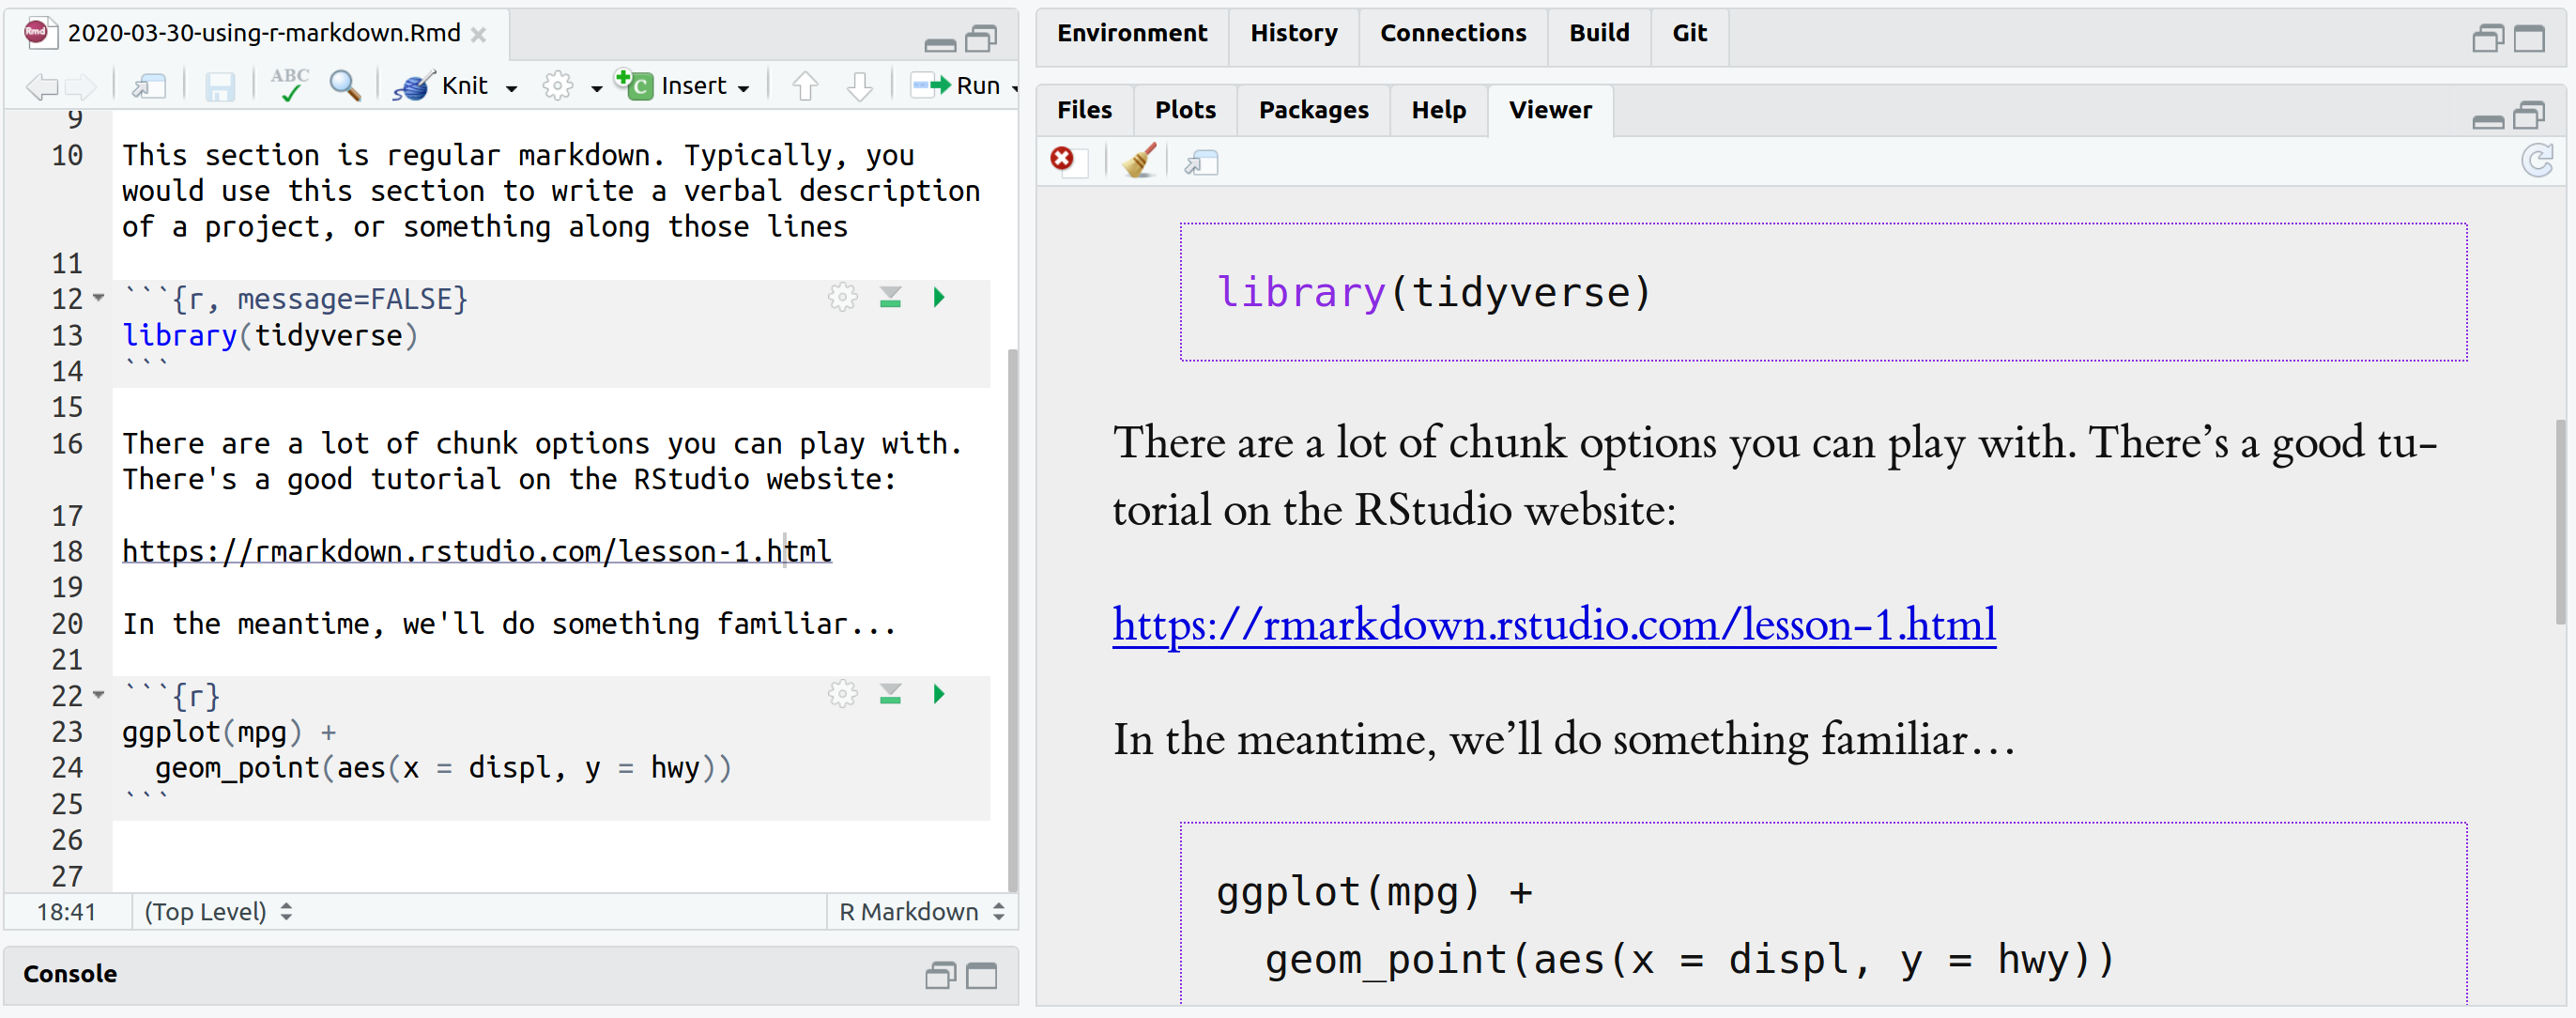 2020-03-30-using-r-markdown.Rmd
ABC
Knit
Insert
Run
9
10 This section is regular markdown. Typically, you
would use this section to write a verbal description
of a project, or something along those lines
11
12 ```{r, message=FALSE}
13 library(tidyverse)
14 ```
15
16 There are a lot of chunk options you can play with.
There's a good tutorial on the RStudio website:
17
18 https://rmarkdown.rstudio.com/lesson-1.html
19
20 In the meantime, we'll do something familiar...
21
22 ```{r}
23 ggplot(mpg) +
24   geom_point(aes(x = displ, y = hwy))
25 ```
26
27
18:41 (Top Level) R Markdown
Console
Environment History Connections Build Git
Files Plots Packages Help Viewer
library(tidyverse)
There are a lot of chunk options you can play with. There’s a good tu-
torial on the RStudio website:
https://rmarkdown.rstudio.com/lesson-1.html
In the meantime, we’ll do something familiar…
ggplot(mpg) +
  geom_point(aes(x = displ, y = hwy))